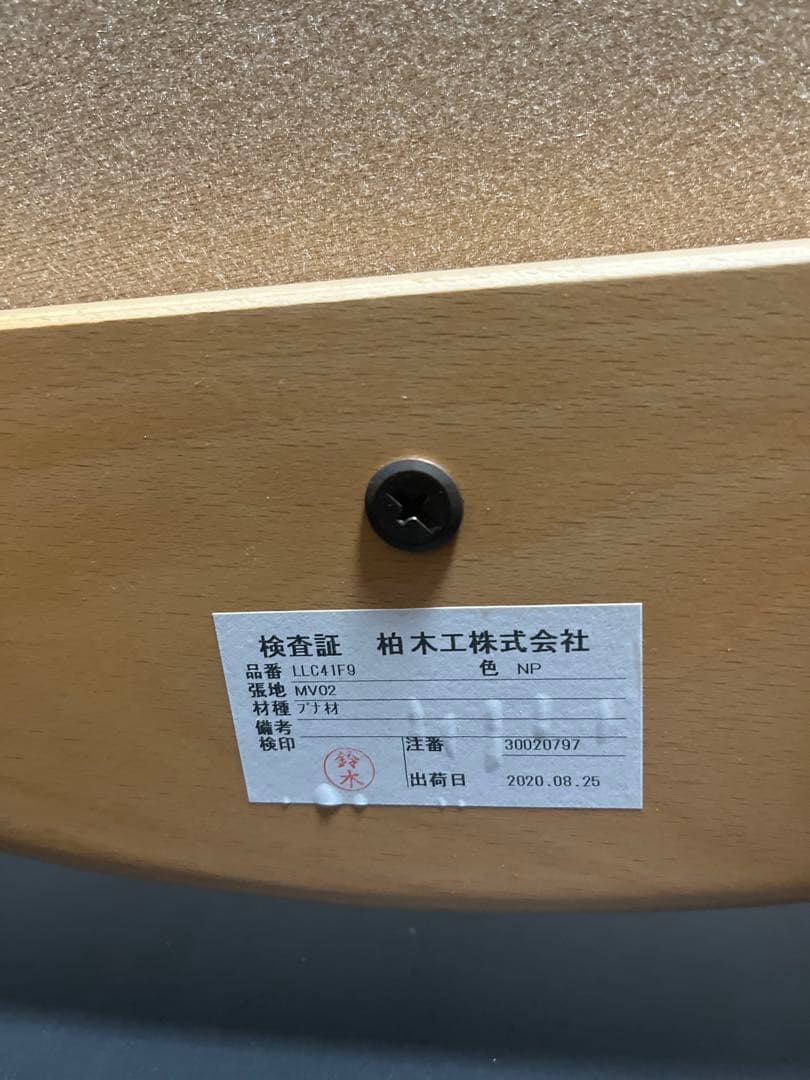 検査証 柏木工株式会社
品番 LLC41F9 色 NP
張地 MV02
材種 ブナ材
備考
検印 鈴木 注番 30020797
出荷日 2020.08.25